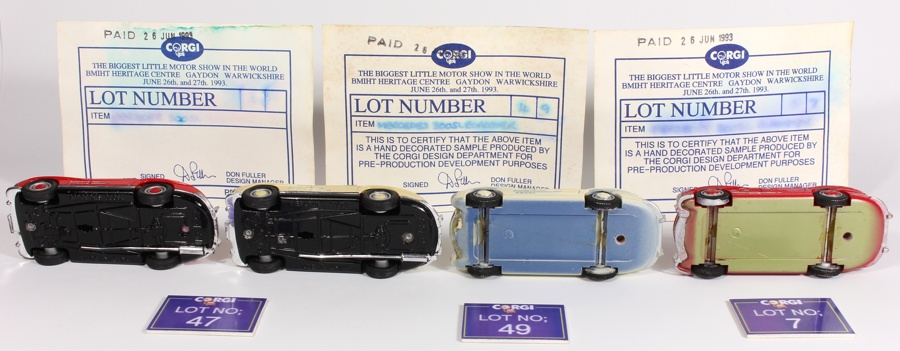 PAID 26 JUN 1993
CORGI
THE BIGGEST LITTLE MOTOR SHOW IN THE WORLD
BMIHT HERITAGE CENTRE GAYDON WARWICKSHIRE
JUNE 26th. and 27th. 1993.
LOT NUMBER
ITEM
SIGNED
DON FULLER
DESIGN MANAGER
PAID 26
CORGI
THE BIGGEST LITTLE MOTOR SHOW IN THE WORLD
BMIHT HERITAGE CENTRE GAYDON WARWICKSHIRE
JUNE 26th. and 27th. 1993.
LOT NUMBER 49
ITEM
THIS IS TO CERTIFY THAT THE ABOVE ITEM
IS A HAND DECORATED SAMPLE PRODUCED BY
THE CORGI DESIGN DEPARTMENT FOR
PRE-PRODUCTION DEVELOPMENT PURPOSES
SIGNED
DON FULLER
PAID 26 JUN 1993
CORGI
THE BIGGEST LITTLE MOTOR SHOW IN THE WORLD
BMIHT HERITAGE CENTRE GAYDON WARWICKSHIRE
JUNE 26th. and 27th. 1993.
LOT NUMBER 7
ITEM
THIS IS TO CERTIFY THAT THE ABOVE ITEM
IS A HAND DECORATED SAMPLE PRODUCED BY
THE CORGI DESIGN DEPARTMENT FOR
PRE-PRODUCTION DEVELOPMENT PURPOSES
SIGNED
DON FULLER
DESIGN MANAGER
CORGI
LOT NO;
47
CORGI
LOT NO;
49
CORGI
LOT NO;
7